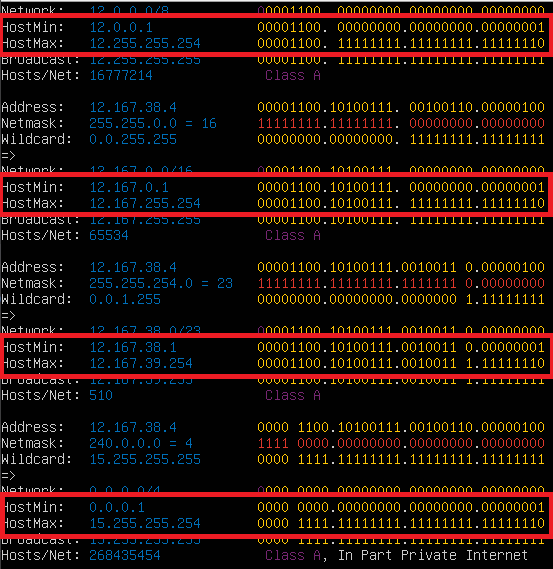 Network: 12.0.0.0/8 00001100. 00000000.00000000.00000000
HostMin: 12.0.0.1 00001100. 00000000.00000000.00000001
HostMax: 12.255.255.254 00001100. 11111111.11111111.11111110
Broadcast: 12.255.255.255 00001100. 11111111.11111111.11111111
Hosts/Net: 16777214 Class A
Address: 12.167.38.4 00001100.10100111. 00100110.00000100
Netmask: 255.255.0.0 = 16 11111111.11111111. 00000000.00000000
Wildcard: 0.0.255.255 00000000.00000000. 11111111.11111111
=>
Network: 12.167.0.0/16 00001100.10100111. 00000000.00000000
HostMin: 12.167.0.1 00001100.10100111. 00000000.00000001
HostMax: 12.167.255.254 00001100.10100111. 11111111.11111110
Broadcast: 12.167.255.255 00001100.10100111. 11111111.11111111
Hosts/Net: 65534 Class A
Address: 12.167.38.4 00001100.10100111.0010011 0.00000100
Netmask: 255.255.254.0 = 23 11111111.11111111.1111111 0.00000000
Wildcard: 0.0.1.255 00000000.00000000.0000000 1.11111111
=>
Network: 12.167.38.0/23 00001100.10100111.0010011 0.00000000
HostMin: 12.167.38.1 00001100.10100111.0010011 0.00000001
HostMax: 12.167.39.254 00001100.10100111.0010011 1.11111110
Broadcast: 12.167.39.255 00001100.10100111.0010011 1.11111111
Hosts/Net: 510 Class A
Address: 12.167.38.4 0000 1100.10100111.00100110.00000100
Netmask: 240.0.0.0 = 4 1111 0000.00000000.00000000.00000000
Wildcard: 15.255.255.255 0000 1111.11111111.11111111.11111111
=>
Network: 0.0.0.0/4 0000 0000.00000000.00000000.00000000
HostMin: 0.0.0.1 0000 0000.00000000.00000000.00000001
HostMax: 15.255.255.254 0000 1111.11111111.11111111.11111110
Broadcast: 15.255.255.255 0000 1111.11111111.11111111.11111111
Hosts/Net: 268435454 Class A, In Part Private Internet